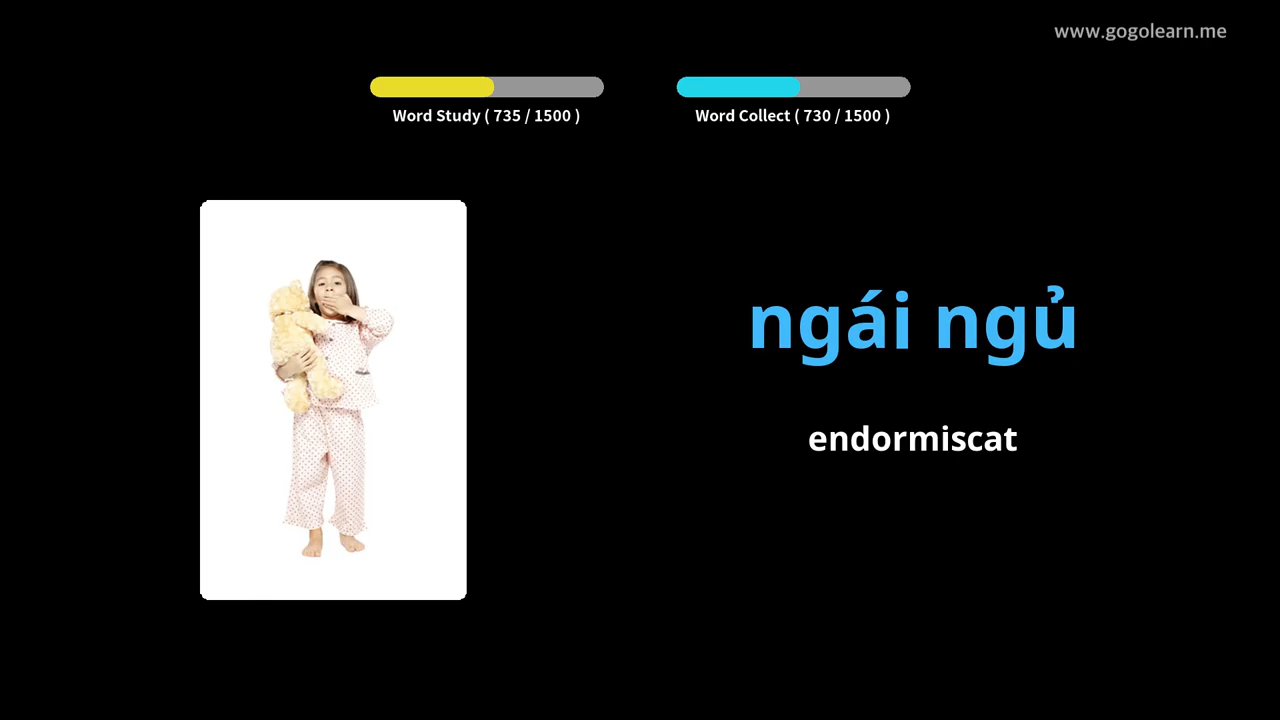 www.gogolearn.me
Word Study ( 735 / 1500 )
Word Collect ( 730 / 1500 )
ngái ngủ
endormiscat